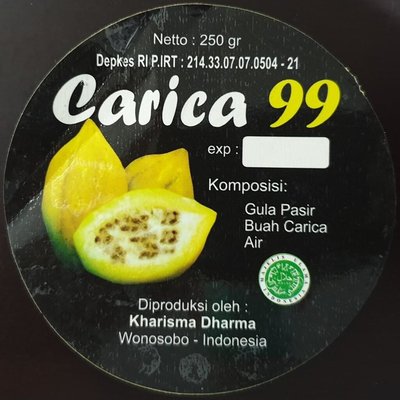 Netto : 250 gr
Depkes RI P.IRT : 214.33.07.07.0504 - 21
Carica 99
exp :
Komposisi:
Gula Pasir
Buah Carica
Air
Diproduksi oleh :
Kharisma Dharma
Wonosobo - Indonesia